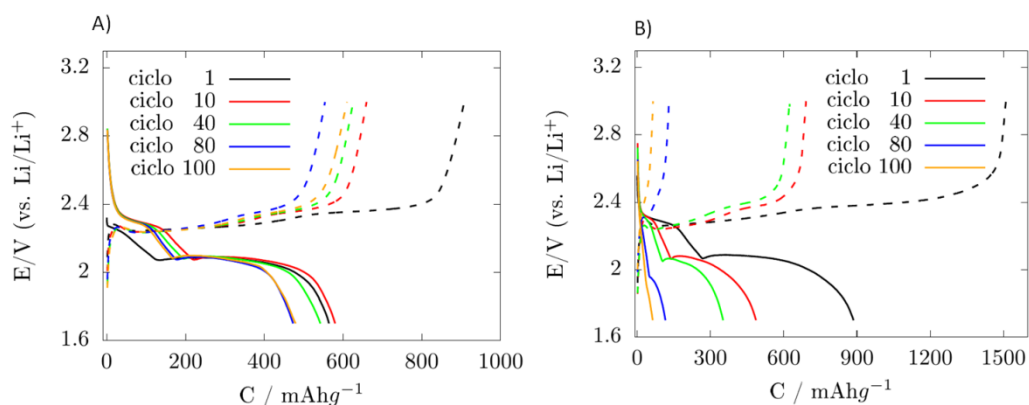 A)
E/V (vs. Li/Li⁺)
3.2
2.8
2.4
2
1.6
ciclo 1
ciclo 10
ciclo 40
ciclo 80
ciclo 100
0 200 400 600 800 1000
C / mAhg⁻¹
B)
E/V (vs. Li/Li⁺)
3.2
2.8
2.4
2
1.6
ciclo 1
ciclo 10
ciclo 40
ciclo 80
ciclo 100
0 300 600 900 1200 1500
C / mAhg⁻¹